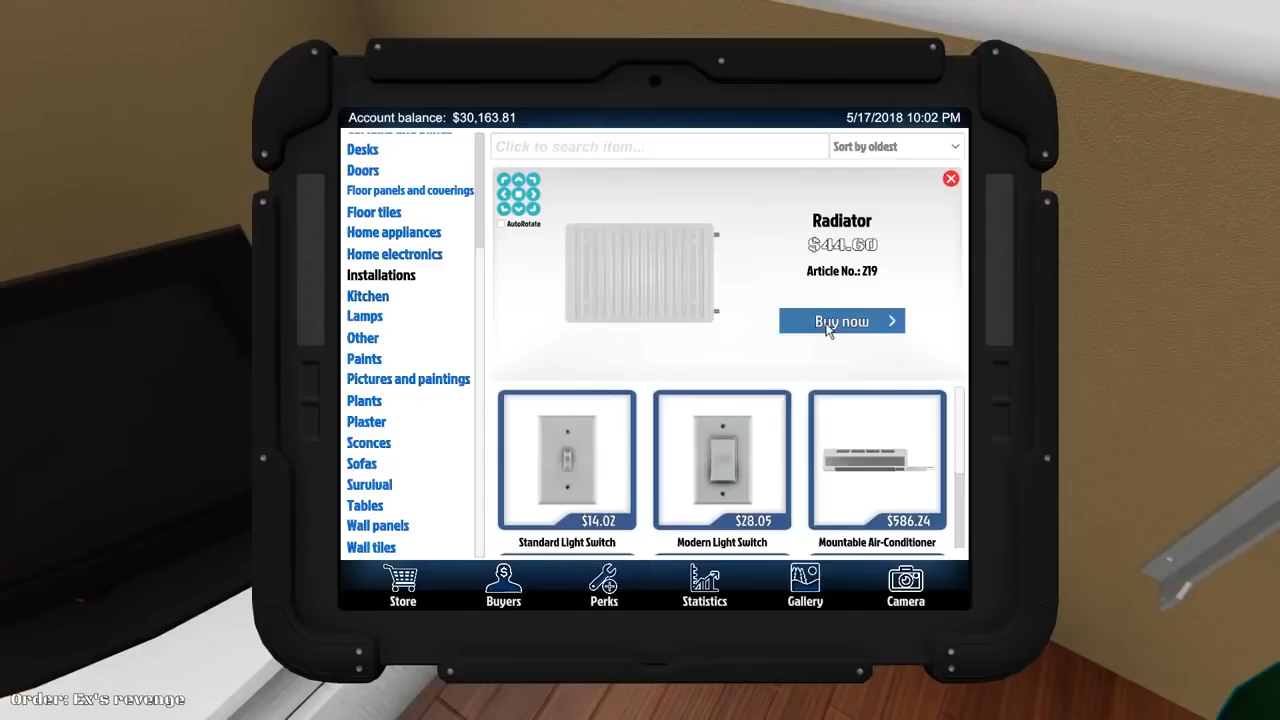 Account balance: $30,163.81
5/17/2018 10:02 PM
Desks
Doors
Floor panels and coverings
Floor tiles
Home appliances
Home electronics
Installations
Kitchen
Lamps
Other
Paints
Pictures and paintings
Plants
Plaster
Sconces
Sofas
Survival
Tables
Wall panels
Wall tiles
Click to search item...
Sort by oldest
AutoRotate
Radiator
$44.60
Article No.: Z19
Buy now
$14.02
Standard Light Switch
$28.05
Modern Light Switch
$586.24
Mountable Air-Conditioner
Store
Buyers
Perks
Statistics
Gallery
Camera
Order: Ex's revenge